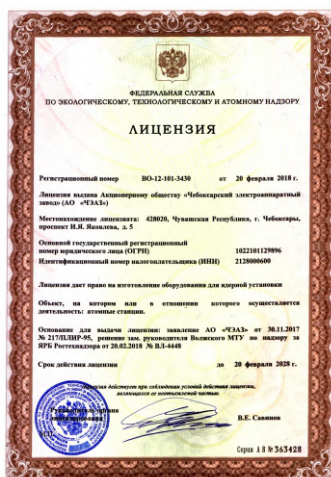 ФЕДЕРАЛЬНАЯ СЛУЖБА
ПО ЭКОЛОГИЧЕСКОМУ, ТЕХНОЛОГИЧЕСКОМУ И АТОМНОМУ НАДЗОРУ
ЛИЦЕНЗИЯ
Регистрационный номер ВО-12-101-3430 от 20 февраля 2018 г.
Лицензия выдана Акционерному обществу «Чебоксарский электроаппаратный
завод» (АО «ЧЭАЗ»)
Местонахождение лицензиата: 428020, Чувашская Республика, г. Чебоксары,
проспект И.Я. Яковлева, д. 5
Основной государственный регистрационный
номер юридического лица (ОГРН) 1022101129896
Идентификационный номер налогоплательщика (ИНН) 2128000600
Лицензия дает право на изготовление оборудования для ядерной установки
Объект, на котором или в отношении которого осуществляется
деятельность: атомные станции.
Основание для выдачи лицензии: заявление АО «ЧЭАЗ» от 30.11.2017
№ 217/ПЛИР-95, решение зам. руководителя Волжского МТУ по надзору за
ЯРБ Ростехнадзора от 20.02.2018 № ВЛ-4448
Срок действия лицензии до 20 февраля 2028 г.
Лицензия действует при соблюдении условий действия лицензии,
являющихся ее неотъемлемой частью.
Руководитель органа
лицензирования
В.Е. Савинов
Серия А В № 363428